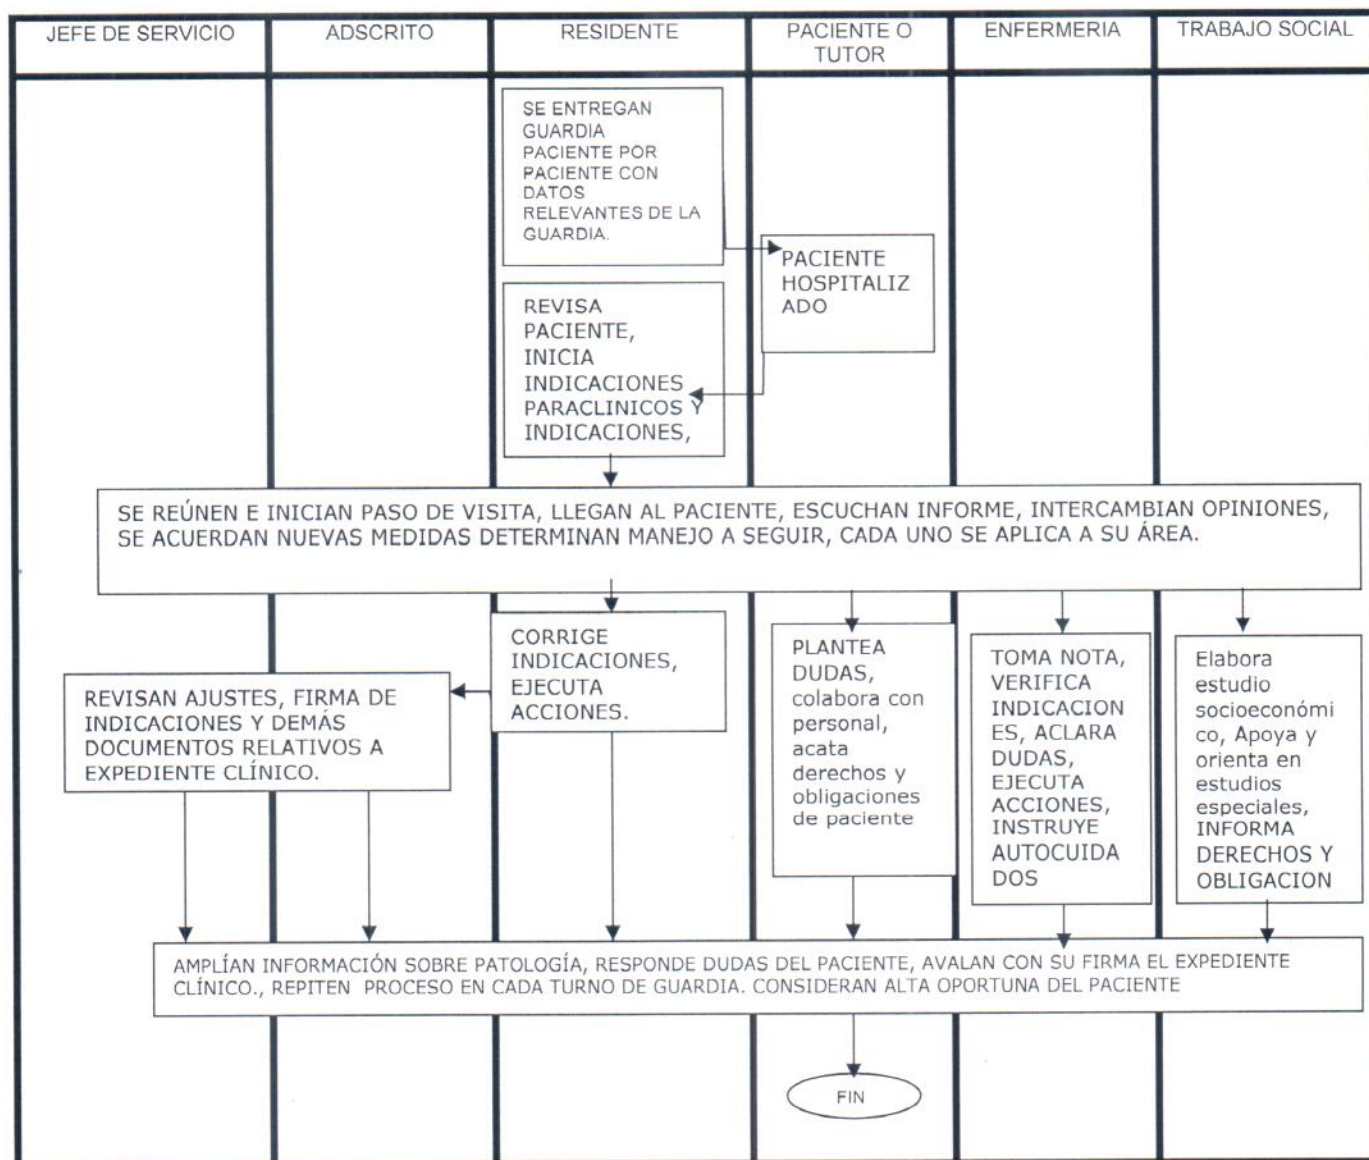 JEFE DE SERVICIO
ADSCRITO
RESIDENTE
PACIENTE O
TUTOR
ENFERMERIA
TRABAJO SOCIAL
SE ENTREGAN
GUARDIA
PACIENTE POR
PACIENTE CON
DATOS
RELEVANTES DE LA
GUARDIA.
PACIENTE
HOSPITALIZ
ADO
REVISA
PACIENTE,
INICIA
INDICACIONES
PARACLINICOS Y
INDICACIONES,
SE REÚNEN E INICIAN PASO DE VISITA, LLEGAN AL PACIENTE, ESCUCHAN INFORME, INTERCAMBIAN OPINIONES,
SE ACUERDAN NUEVAS MEDIDAS DETERMINAN MANEJO A SEGUIR, CADA UNO SE APLICA A SU ÁREA.
CORRIGE
INDICACIONES,
EJECUTA
ACCIONES.
REVISAN AJUSTES, FIRMA DE
INDICACIONES Y DEMÁS
DOCUMENTOS RELATIVOS A
EXPEDIENTE CLÍNICO.
PLANTEA
DUDAS,
colabora con
personal,
acata
derechos y
obligaciones
de paciente
TOMA NOTA,
VERIFICA
INDICACION
ES, ACLARA
DUDAS,
EJECUTA
ACCIONES,
INSTRUYE
AUTOCUIDA
DOS
Elabora
estudio
socioeconómi
co, Apoya y
orienta en
estudios
especiales,
INFORMA
DERECHOS Y
OBLIGACION
AMPLÍAN INFORMACIÓN SOBRE PATOLOGÍA, RESPONDE DUDAS DEL PACIENTE, AVALAN CON SU FIRMA EL EXPEDIENTE
CLÍNICO., REPITEN PROCESO EN CADA TURNO DE GUARDIA. CONSIDERAN ALTA OPORTUNA DEL PACIENTE
FIN